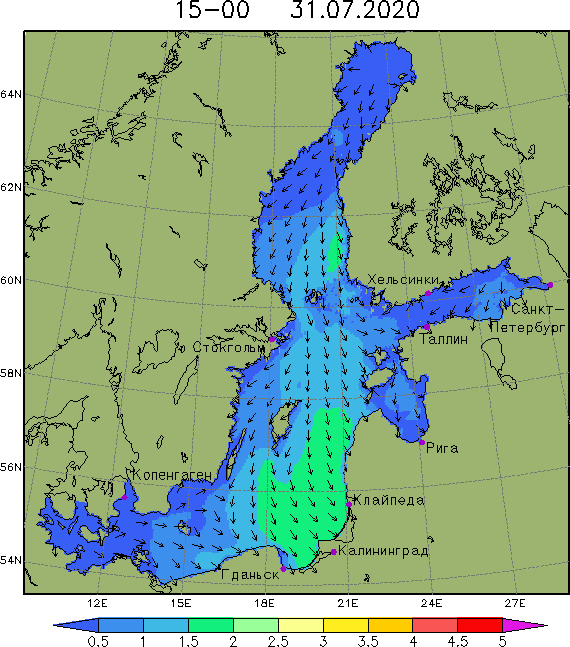 15-00 31.07.2020
64N
62N
60N
58N
56N
54N
Хельсинки
Санкт-
Петербург
Таллин
Стокгольм
Рига
Копенгаген
Клайпеда
Калининград
Гданьск
12E 15E 18E 21E 24E 27E
0.5 1 1.5 2 2.5 3 3.5 4 4.5 5